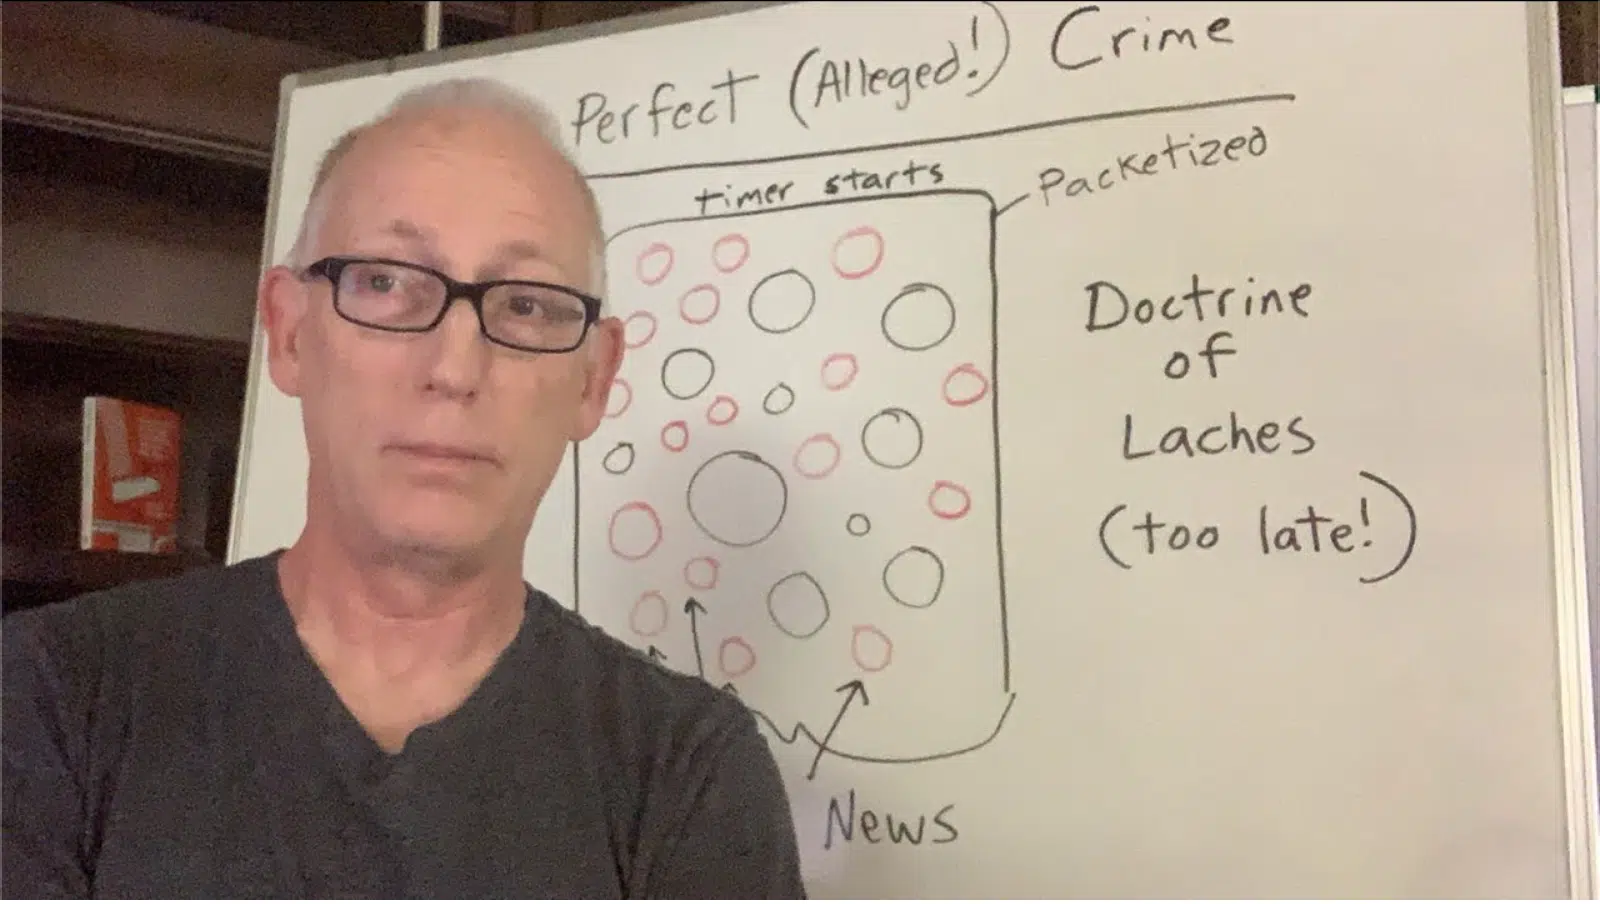 Perfect (Alleged!) Crime
timer starts
Packetized
Doctrine
of
Laches
(too late!)
News